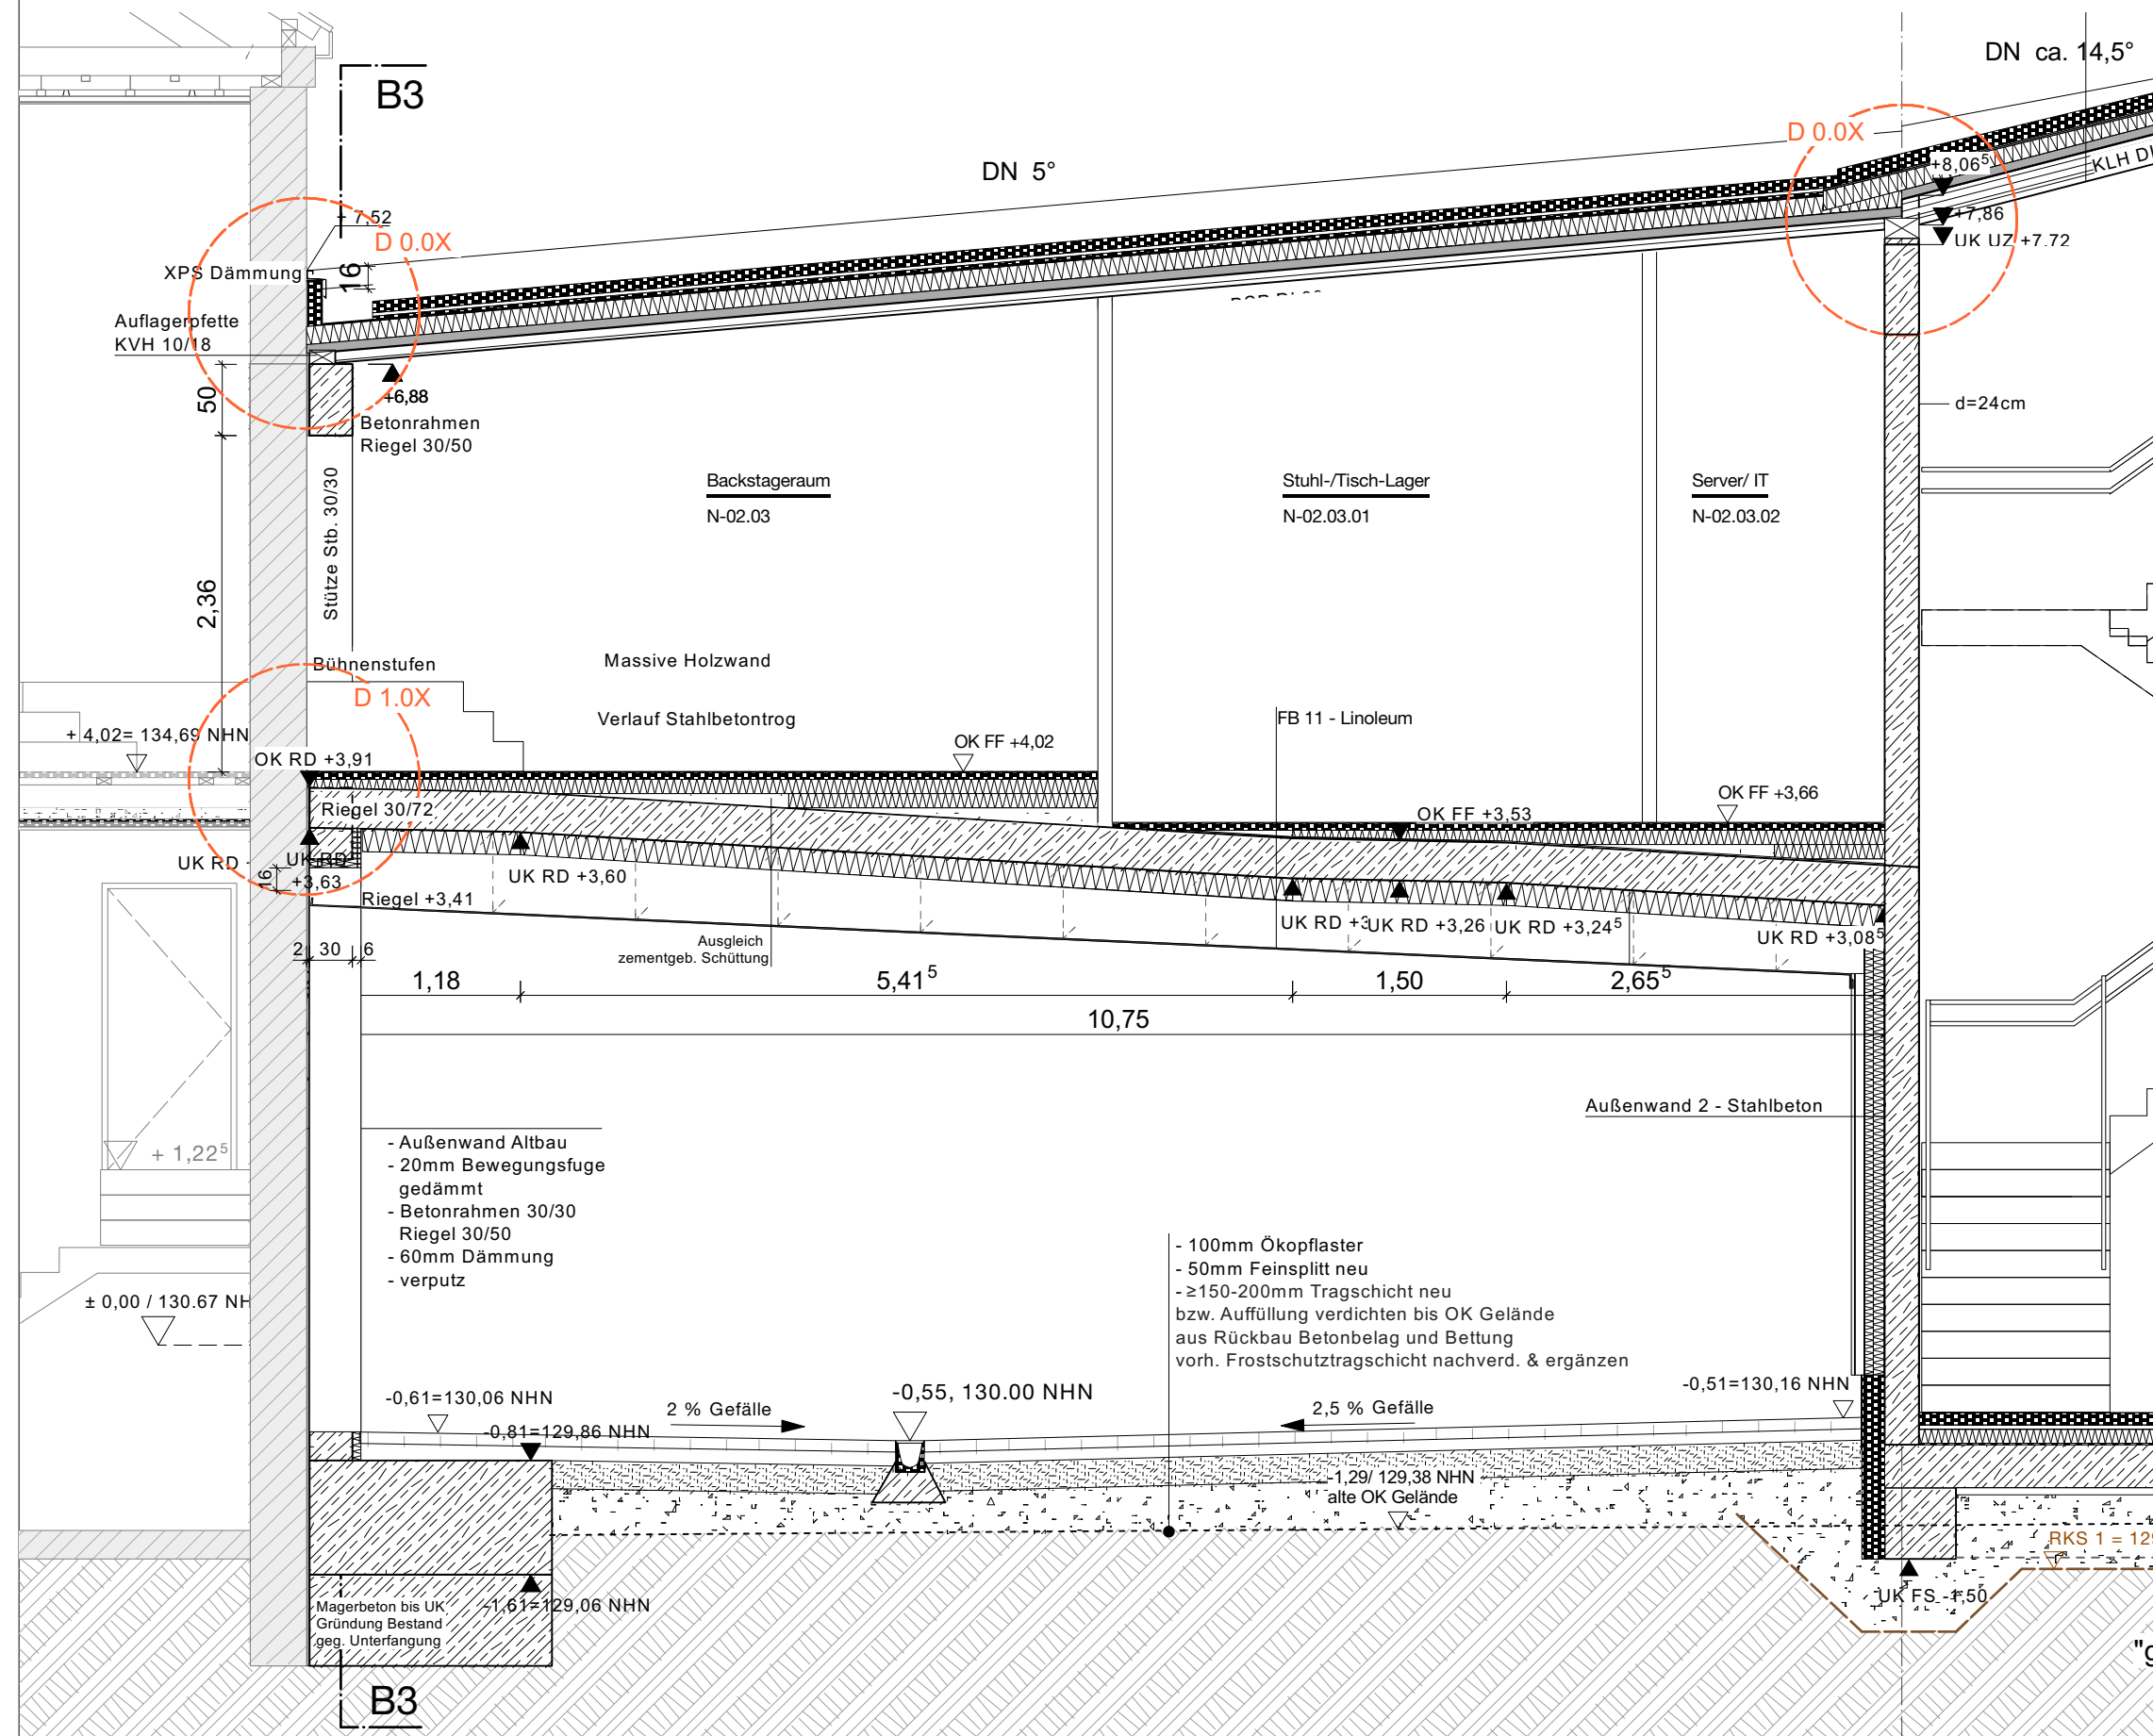 DN ca. 14,5°
B3
D 0.0X
DN 5°
+8,06⁵
KLH
+ 7,52
+7,86
D 0.0X
UK UZ +7.72
XPS Dämmung
16
Auflagerpfette
KVH 10/18
50
+6,88
Betonrahmen
Riegel 30/50
d=24cm
Stütze Stb. 30/30
Backstageraum
N-02.03
Stuhl-/Tisch-Lager
N-02.03.01
Server/ IT
N-02.03.02
2,36
Bühnenstufen
Massive Holzwand
D 1.0X
Verlauf Stahlbetontrog
FB 11 - Linoleum
+ 4,02= 134,69 NHN
OK FF +4,02
OK RD +3,91
Riegel 30/72
OK FF +3,66
OK FF +3,53
UK RD
UK RD
16
+3,63
UK RD +3,60
Riegel +3,41
UK RD +3
UK RD +3,26
UK RD +3,24⁵
UK RD +3,08⁵
Ausgleich
zementgeb. Schüttung
2 30 6
1,18
5,41⁵
1,50
2,65⁵
10,75
Außenwand 2 - Stahlbeton
- Außenwand Altbau
- 20mm Bewegungsfuge
gedämmt
- Betonrahmen 30/30
Riegel 30/50
- 60mm Dämmung
- verputz
+ 1,22⁵
- 100mm Ökopflaster
- 50mm Feinsplitt neu
- ≥150-200mm Tragschicht neu
bzw. Auffüllung verdichten bis OK Gelände
aus Rückbau Betonbelag und Bettung
vorh. Frostschutztragschicht nachverd. & ergänzen
± 0,00 / 130.67 NH
-0,61=130,06 NHN
-0,55, 130.00 NHN
-0,51=130,16 NHN
2 % Gefälle
2,5 % Gefälle
-0,81=129,86 NHN
-1,29/ 129,38 NHN
alte OK Gelände
RKS 1 = 12
UK FS -1,50
-1,61=129,06 NHN
Magerbeton bis UK
Gründung Bestand
geg. Unterfangung
"g
B3